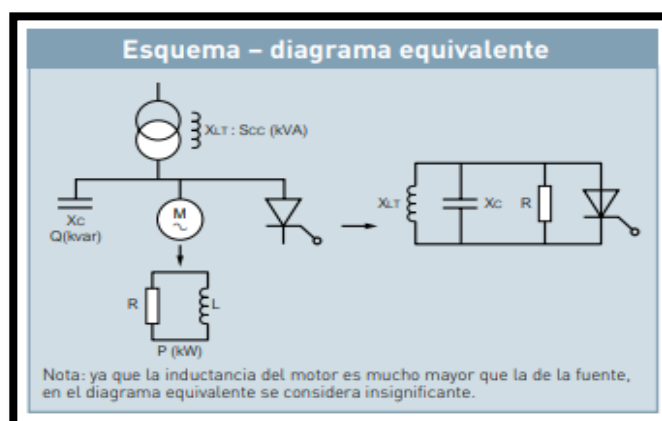 Esquema – diagrama equivalente
XLT : Scc (kVA)
Xc
Q(kvar)
M
R
L
P (kW)
XLT
Xc
R
Nota: ya que la inductancia del motor es mucho mayor que la de la fuente,
en el diagrama equivalente se considera insignificante.